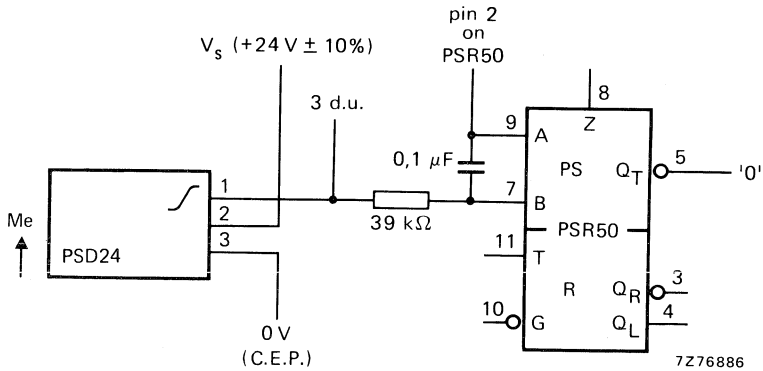 pin 2
on
PSR50
Vs (+24 V ± 10%)
3 d.u.
8
9
A
Z
0,1 μF
PS
QT
5
'0'
1
7
B
39 kΩ
2
Me
3
PSD24
PSR50
11
T
R
QR
3
10
G
QL
4
0 V
(C.E.P.)
7Z76886